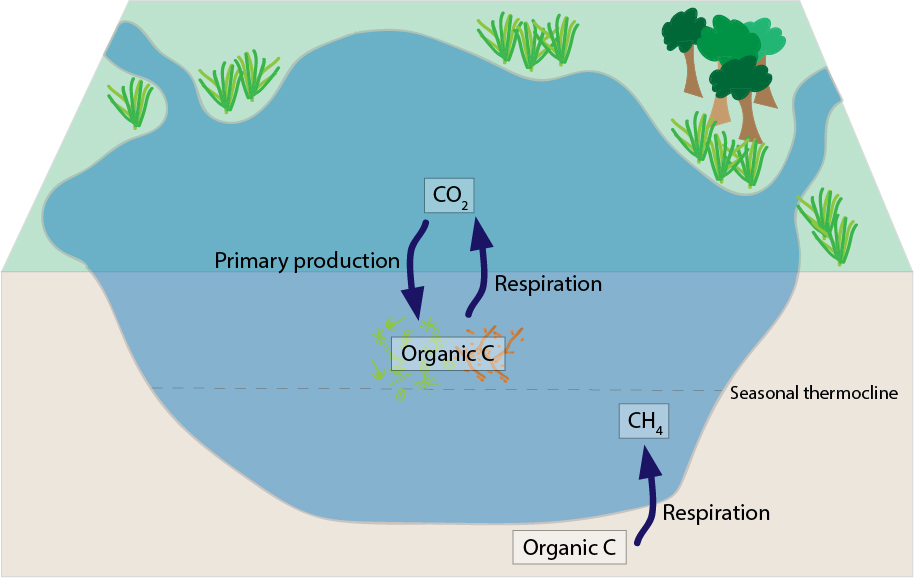 CO₂
Primary production
Respiration
Organic C
Seasonal thermocline
CH₄
Respiration
Organic C